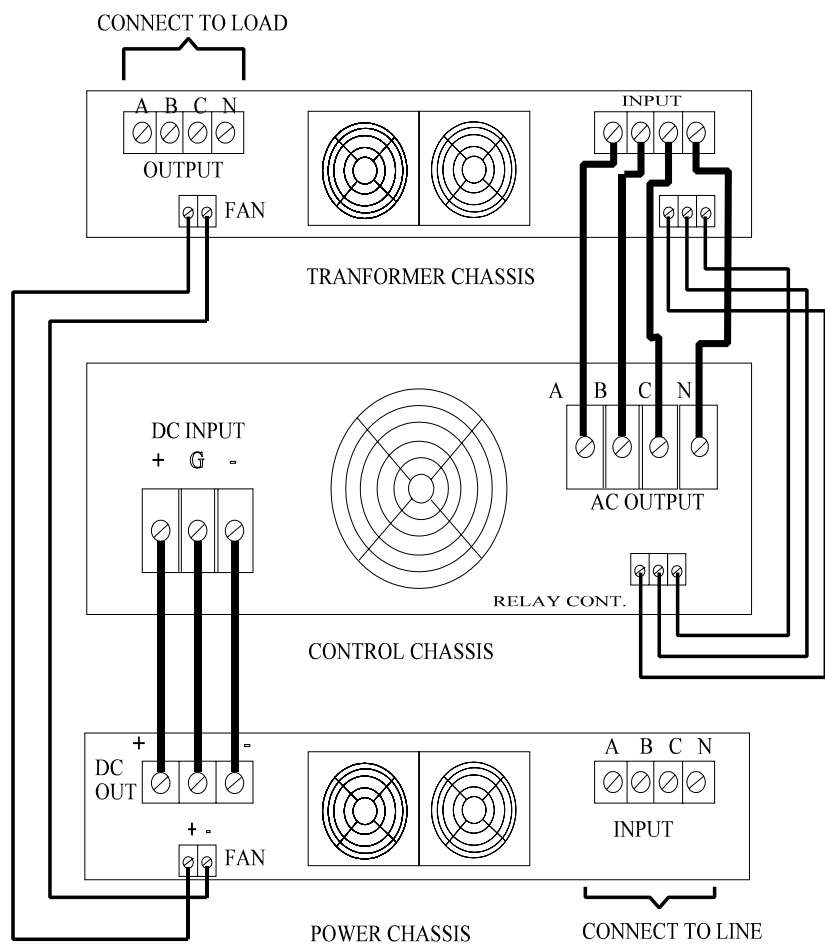 CONNECT TO LOAD
A B C N
OUTPUT
FAN
INPUT
TRANFORMER CHASSIS
A B C N
AC OUTPUT
DC INPUT
+ G -
RELAY CONT.
CONTROL CHASSIS
+ -
DC
OUT
+ -
FAN
A B C N
INPUT
POWER CHASSIS
CONNECT TO LINE